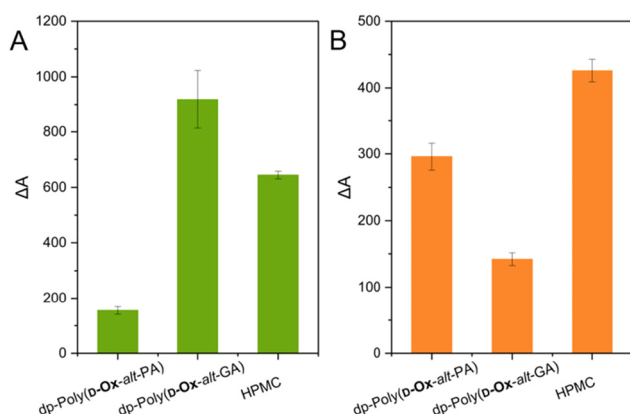 A
1200
1000
800
600
400
200
0
ΔA
dp-Poly(D-Ox-alt-PA)
dp-Poly(D-Ox-alt-GA)
HPMC
B
500
400
300
200
100
0
ΔA
dp-Poly(D-Ox-alt-PA)
dp-Poly(D-Ox-alt-GA)
HPMC